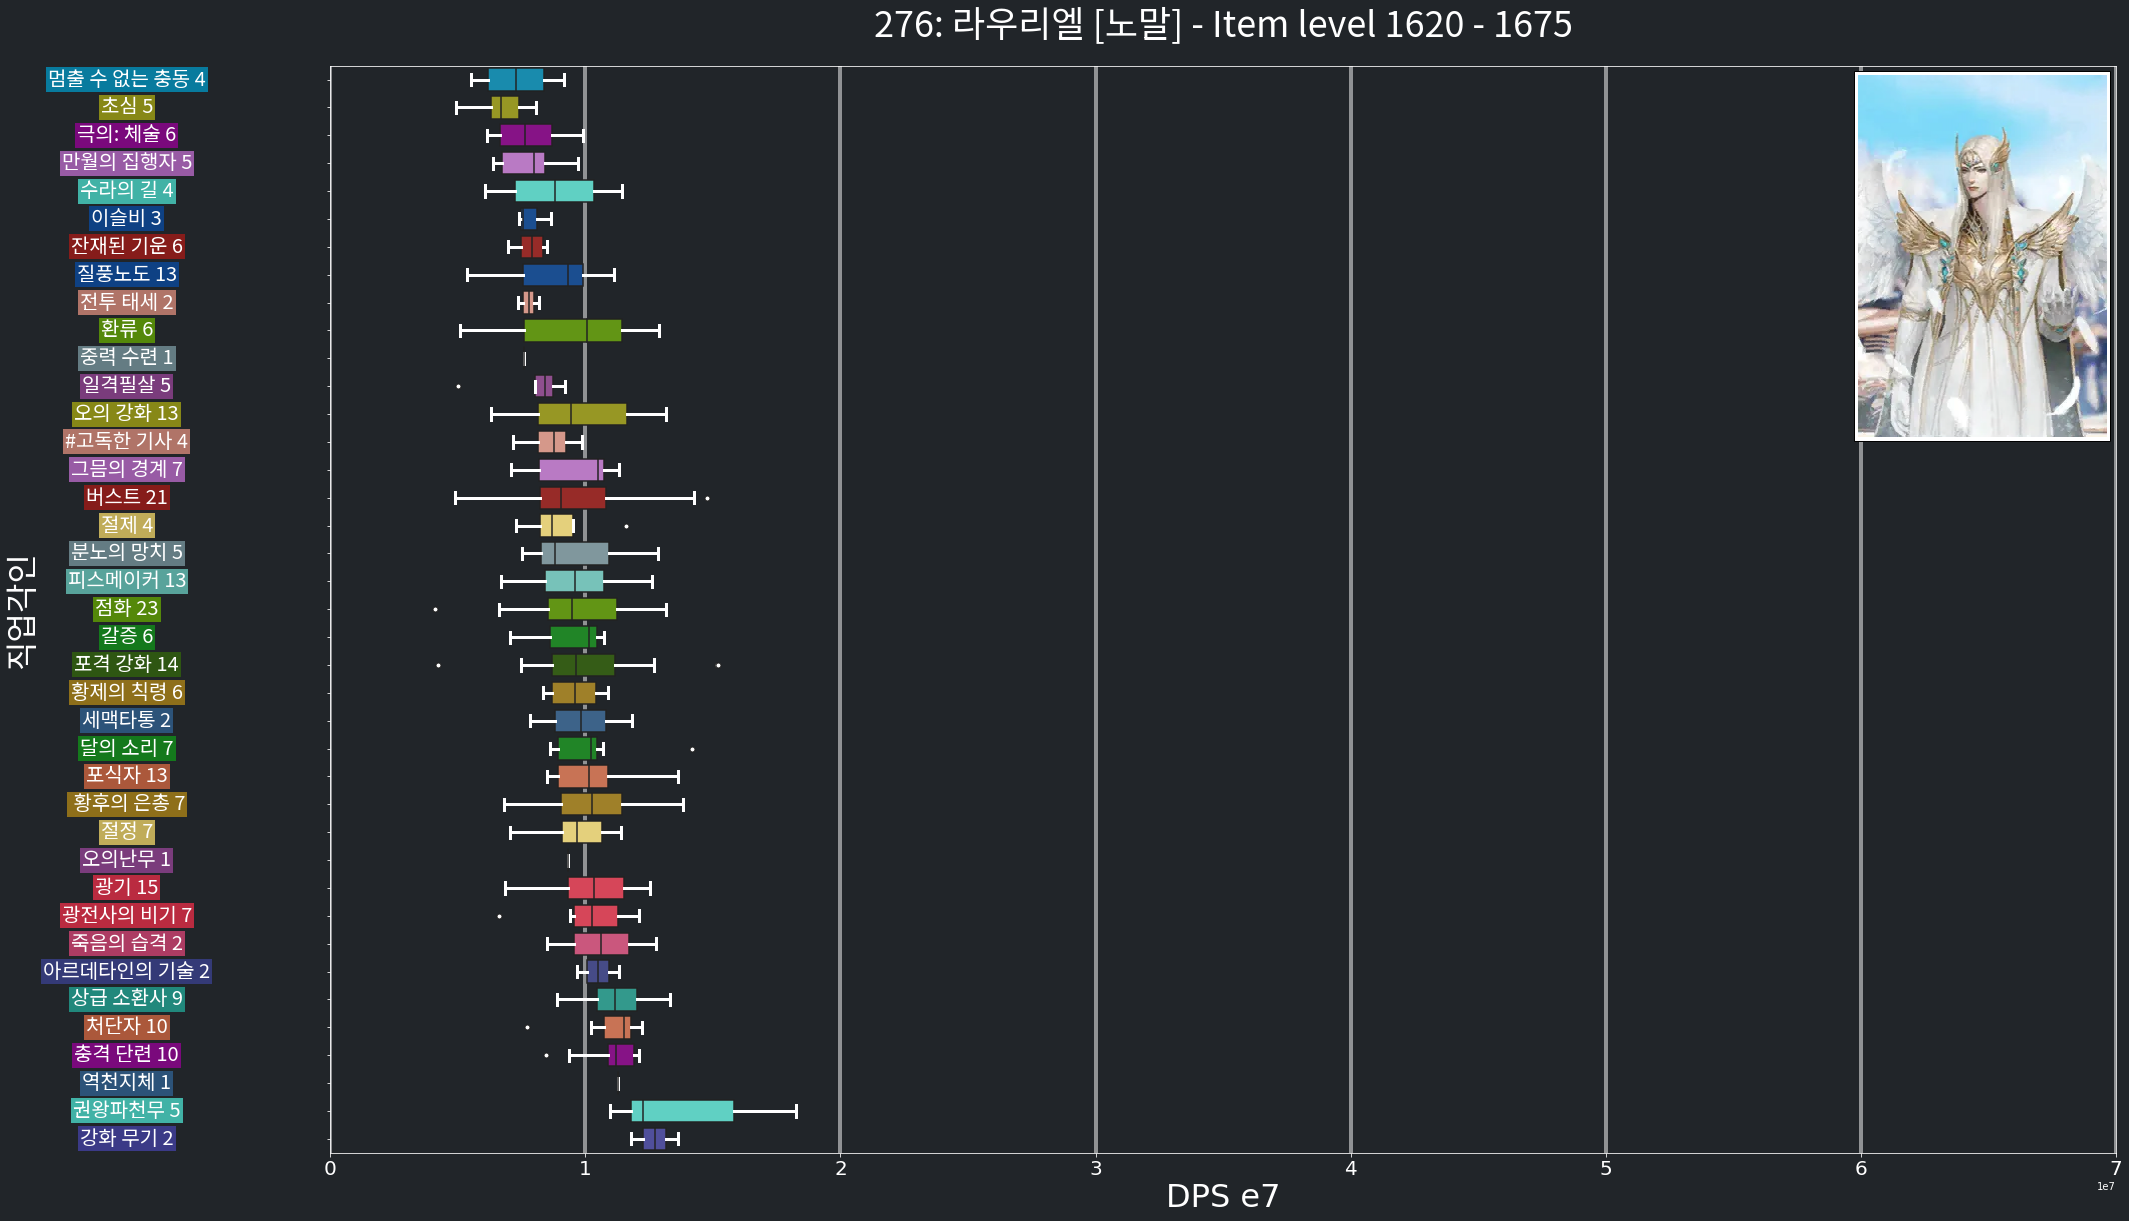 276: 라우리엘 [노말] - Item level 1620 - 1675
멈출 수 없는 충동 4
초심 5
극의: 체술 6
만월의 집행자 5
수라의 길 4
이슬비 3
잔재된 기운 6
질풍노도 13
전투 태세 2
환류 6
중력 수련 1
일격필살 5
오의 강화 13
#고독한 기사 4
그믐의 경계 7
버스트 21
절제 4
분노의 망치 5
피스메이커 13
점화 23
갈증 6
포격 강화 14
황제의 칙령 6
세맥타통 2
달의 소리 7
포식자 13
황후의 은총 7
절정 7
오의난무 1
광기 15
광전사의 비기 7
죽음의 습격 2
아르데타인의 기술 2
상급 소환사 9
처단자 10
충격 단련 10
역천지체 1
권왕파천무 5
강화 무기 2
직업각인
0 1 2 3 4 5 6 7
1e7
DPS e7